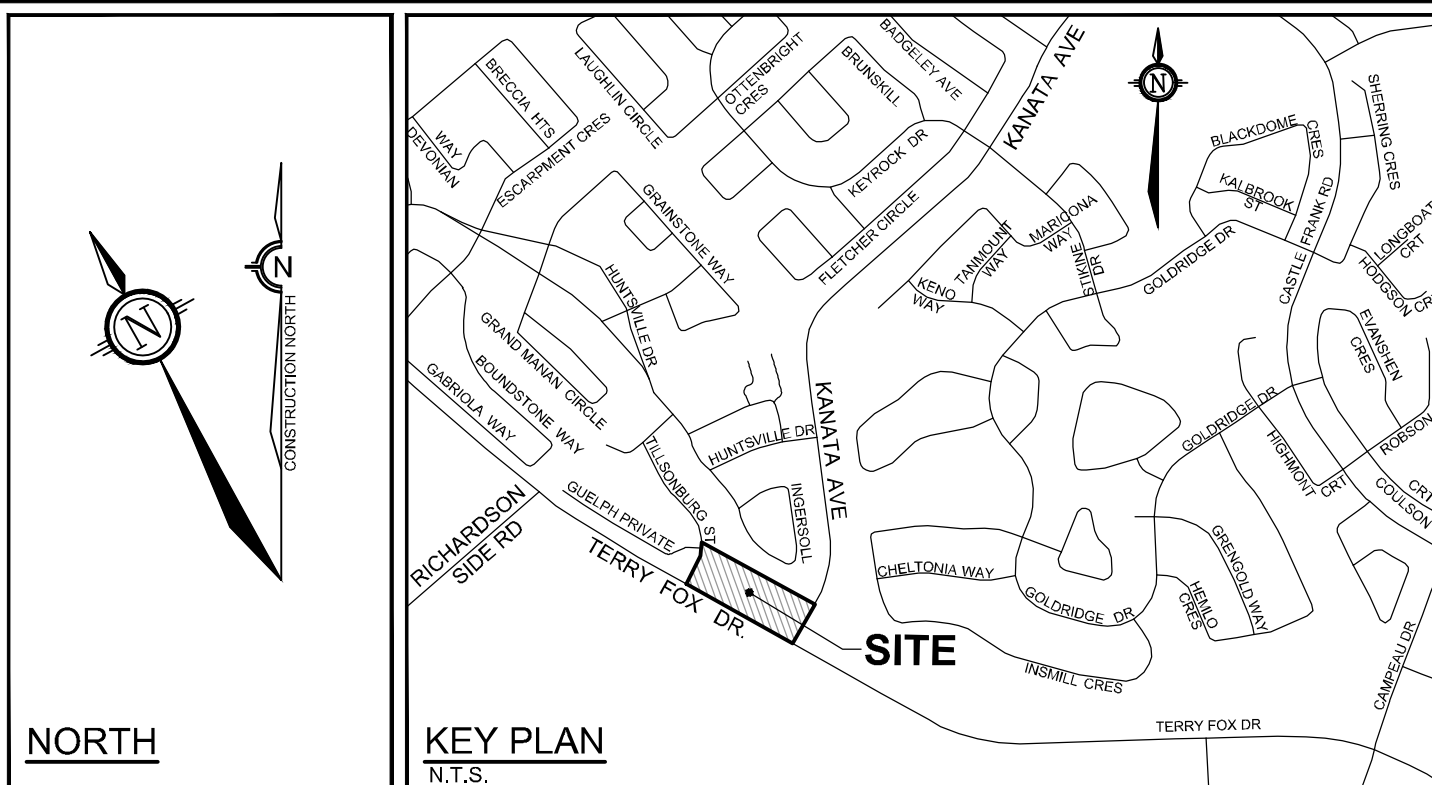 N
N
CONSTRUCTION NORTH
NORTH
BRECCIA HTS
LAUGHLIN CIRCLE
OTTENBRIGHT
CRES
BRUNSKILL
BADGELEY AVE
KANATA AVE
N
SHERRING CRES
WAY
DEVONIAN
ESCARPMENT CRES
KEYROCK DR
BLACKDOME
CRES
KALBROOK
ST
GRAINSTONE WAY
FLETCHER CIRCLE
MARICONA
WAY
TANMOUNT
WAY
STIKINE
DR
KENO
WAY
GOLDRIDGE DR
CASTLE FRANK RD
LONGBOAT
CRT
HODGSON CR
HUNTSVILLE DR
GRAND MANAN CIRCLE
BOUNDSTONE WAY
GABRIOLA WAY
EVANSHEN
CRES
KANATA AVE
GOLDRIDGE DR
HIGHMONT
CRT
ROBSON
CRT
COULSON
HUNTSVILLE DR
TILLSONBURG ST
INGERSOLL
GUELPH PRIVATE
RICHARDSON
SIDE RD
TERRY FOX DR.
CHELTONIA WAY
GOLDRIDGE DR
HEMLO
CRES
GRENGOLD WAY
SITE
INSMILL CRES
CAMPEAU DR
TERRY FOX DR
KEY PLAN
N.T.S.